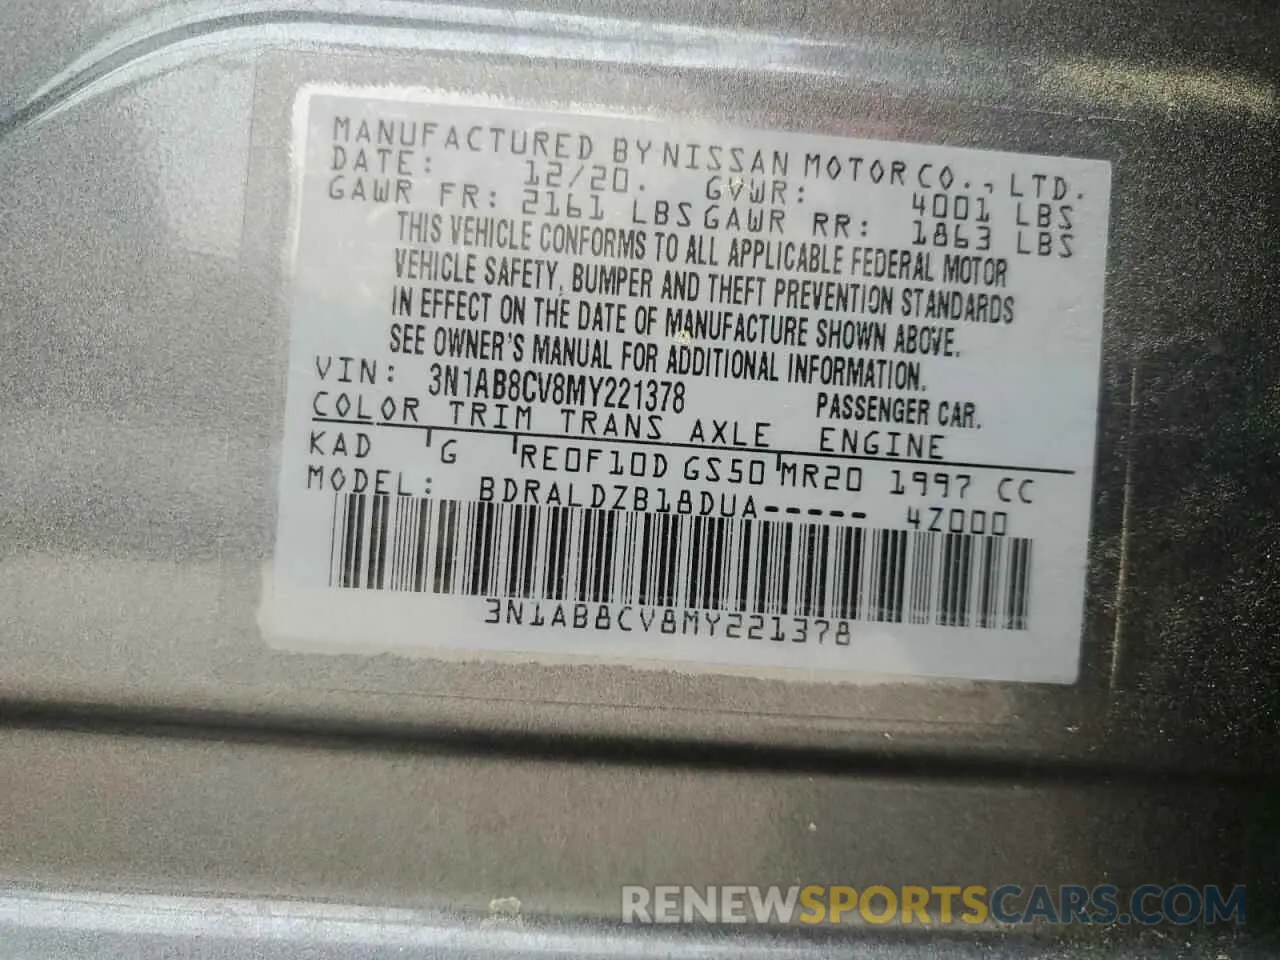 MANUFACTURED BY NISSAN MOTOR CO., LTD.
DATE: 12/20. GVWR: 4001 LBS
GAWR FR: 2161 LBS GAWR RR: 1863 LBS
THIS VEHICLE CONFORMS TO ALL APPLICABLE FEDERAL MOTOR
VEHICLE SAFETY, BUMPER AND THEFT PREVENTION STANDARDS
IN EFFECT ON THE DATE OF MANUFACTURE SHOWN ABOVE.
SEE OWNER'S MANUAL FOR ADDITIONAL INFORMATION.
VIN: 3N1AB8CV8MY221378 PASSENGER CAR.
COLOR TRIM TRANS AXLE ENGINE
KAD G RE0F10D GS50 MR20 1997 CC
MODEL: BDRALDZB18DUA----- 4Z000
3N1AB8CV8MY221378
RENEWSPORTSCARS.COM